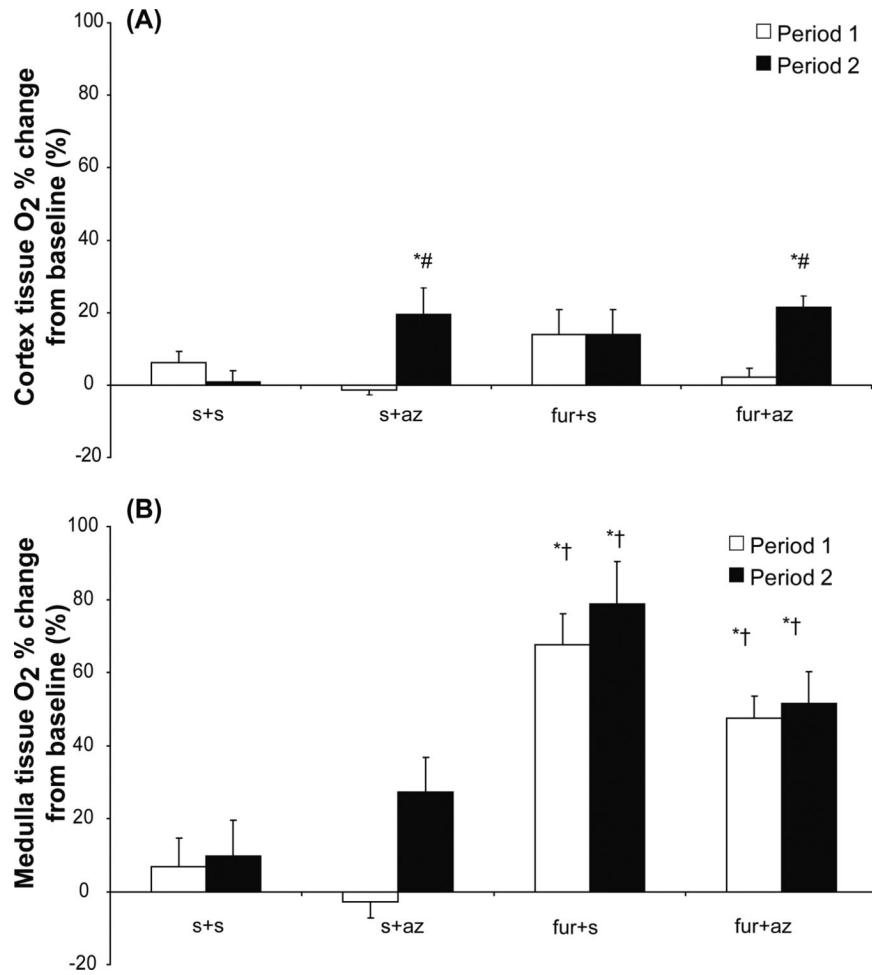 (A)
Period 1
Period 2
Cortex tissue O2 % change
from baseline (%)
100
80
60
40
20
0
-20
*#
*#
s+s
s+az
fur+s
fur+az
(B)
Period 1
Period 2
Medulla tissue O2 % change
from baseline (%)
100
80
60
40
20
0
-20
*†
*†
*†
*†
s+s
s+az
fur+s
fur+az